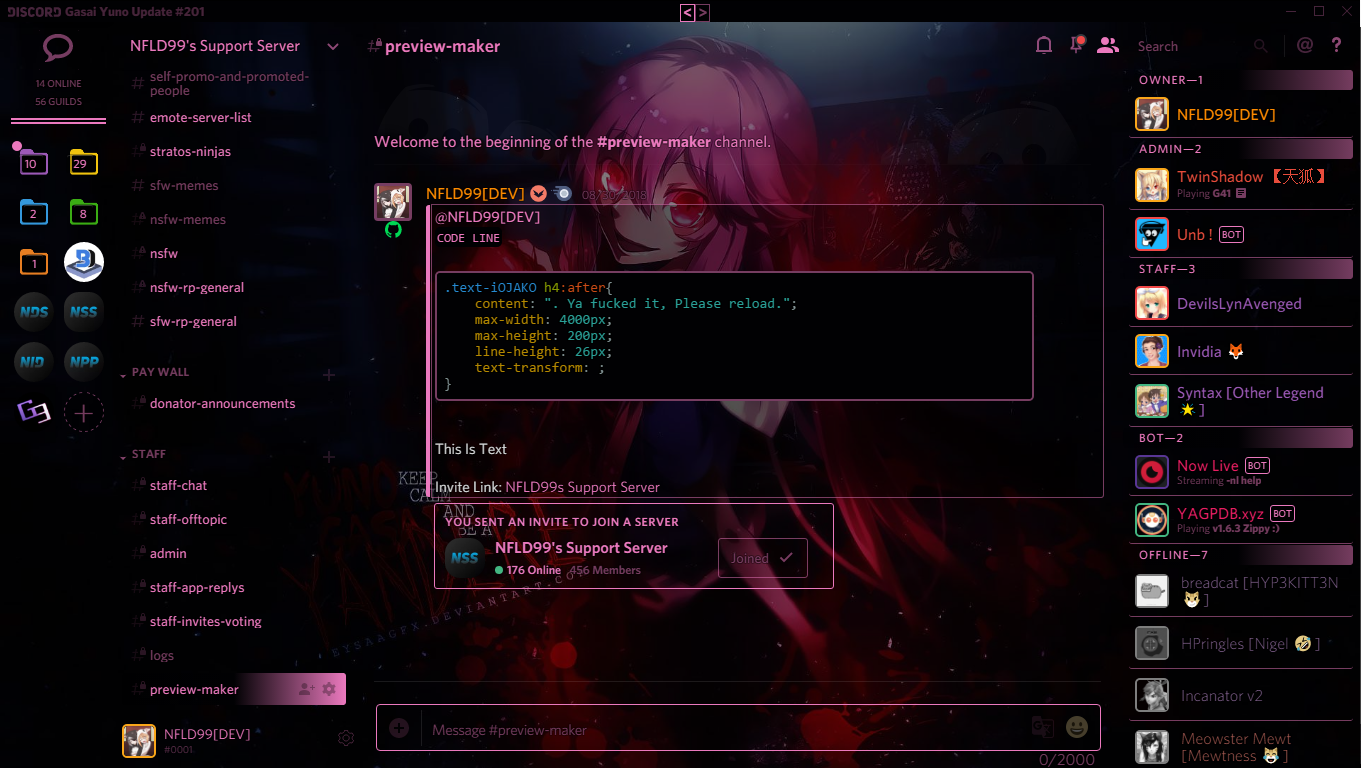 DISCORD Gasai Yuno Update #201
< >
14 ONLINE
56 GUILDS
10
29
2
8
1
NDS
NSS
NID
NPP
NFLD99's Support Server
self-promo-and-promoted-
people
emote-server-list
stratos-ninjas
sfw-memes
nsfw-memes
nsfw
nsfw-rp-general
sfw-rp-general
PAY WALL
donator-announcements
STAFF
staff-chat
staff-offtopic
admin
staff-app-replys
staff-invites-voting
logs
preview-maker
NFLD99[DEV]
#0001
preview-maker
Search
@ ?
Welcome to the beginning of the #preview-maker channel.
NFLD99[DEV] 08/30/2018
@NFLD99[DEV]
CODE LINE
.text-iOJAKO h4:after{
content: ". Ya fucked it, Please reload.";
max-width: 4000px;
max-height: 200px;
line-height: 26px;
text-transform: ;
}
This Is Text
Invite Link: NFLD99s Support Server
KEEP
CALM
AND
BE A
YOU SENT AN INVITE TO JOIN A SERVER
NSS
NFLD99's Support Server
176 Online 456 Members
Joined
Message #preview-maker
0/2000
OWNER—1
NFLD99[DEV]
ADMIN—2
TwinShadow 【天狐】
Playing G41
Unb ! BOT
STAFF—3
DevilsLynAvenged
Invidia 🦊
Syntax [Other Legend
⭐ ]
BOT—2
Now Live BOT
Streaming -nl help
YAGPDB.xyz BOT
Playing v1.6.3 Zippy :)
OFFLINE—7
breadcat [HYP3KITT3N
🐱 ]
HPringles [Nigel 🤣 ]
Incanator v2
Meowster Mewt
[Mewtness 😹 ]